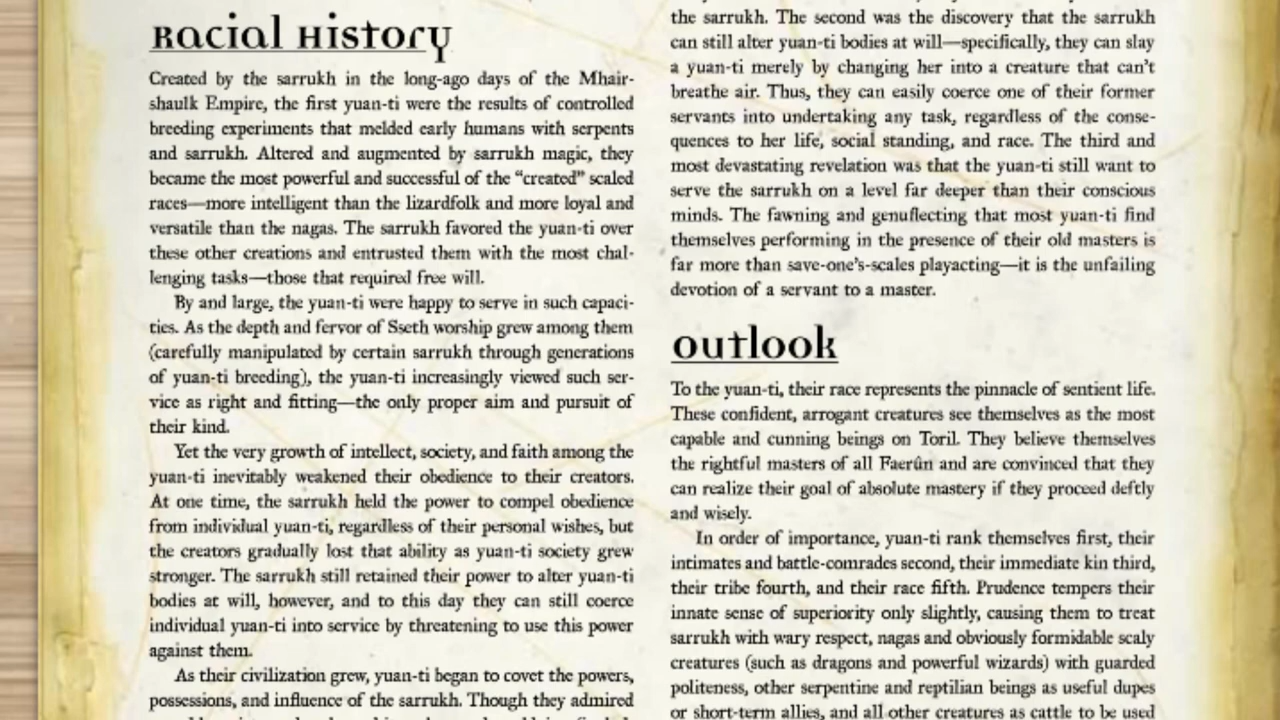 Racial History
Created by the sarrukh in the long-ago days of the Mhair-
shaulk Empire, the first yuan-ti were the results of controlled
breeding experiments that melded early humans with serpents
and sarrukh. Altered and augmented by sarrukh magic, they
became the most powerful and successful of the “created” scaled
races—more intelligent than the lizardfolk and more loyal and
versatile than the nagas. The sarrukh favored the yuan-ti over
these other creations and entrusted them with the most chal-
lenging tasks—those that required free will.
By and large, the yuan-ti were happy to serve in such capaci-
ties. As the depth and fervor of Sseth worship grew among them
(carefully manipulated by certain sarrukh through generations
of yuan-ti breeding), the yuan-ti increasingly viewed such ser-
vice as right and fitting—the only proper aim and pursuit of
their kind.
Yet the very growth of intellect, society, and faith among the
yuan-ti inevitably weakened their obedience to their creators.
At one time, the sarrukh held the power to compel obedience
from individual yuan-ti, regardless of their personal wishes, but
the creators gradually lost that ability as yuan-ti society grew
stronger. The sarrukh still retained their power to alter yuan-ti
bodies at will, however, and to this day they can still coerce
individual yuan-ti into service by threatening to use this power
against them.
As their civilization grew, yuan-ti began to covet the powers,
possessions, and influence of the sarrukh. Though they admired
the sarrukh. The second was the discovery that the sarrukh
can still alter yuan-ti bodies at will—specifically, they can slay
a yuan-ti merely by changing her into a creature that can’t
breathe air. Thus, they can easily coerce one of their former
servants into undertaking any task, regardless of the conse-
quences to her life, social standing, and race. The third and
most devastating revelation was that the yuan-ti still want to
serve the sarrukh on a level far deeper than their conscious
minds. The fawning and genuflecting that most yuan-ti find
themselves performing in the presence of their old masters is
far more than save-one’s-scales playacting—it is the unfailing
devotion of a servant to a master.
Outlook
To the yuan-ti, their race represents the pinnacle of sentient life.
These confident, arrogant creatures see themselves as the most
capable and cunning beings on Toril. They believe themselves
the rightful masters of all Faerûn and are convinced that they
can realize their goal of absolute mastery if they proceed deftly
and wisely.
In order of importance, yuan-ti rank themselves first, their
intimates and battle-comrades second, their immediate kin third,
their tribe fourth, and their race fifth. Prudence tempers their
innate sense of superiority only slightly, causing them to treat
sarrukh with wary respect, nagas and obviously formidable scaly
creatures (such as dragons and powerful wizards) with guarded
politeness, other serpentine and reptilian beings as useful dupes
or short-term allies, and all other creatures as cattle to be used